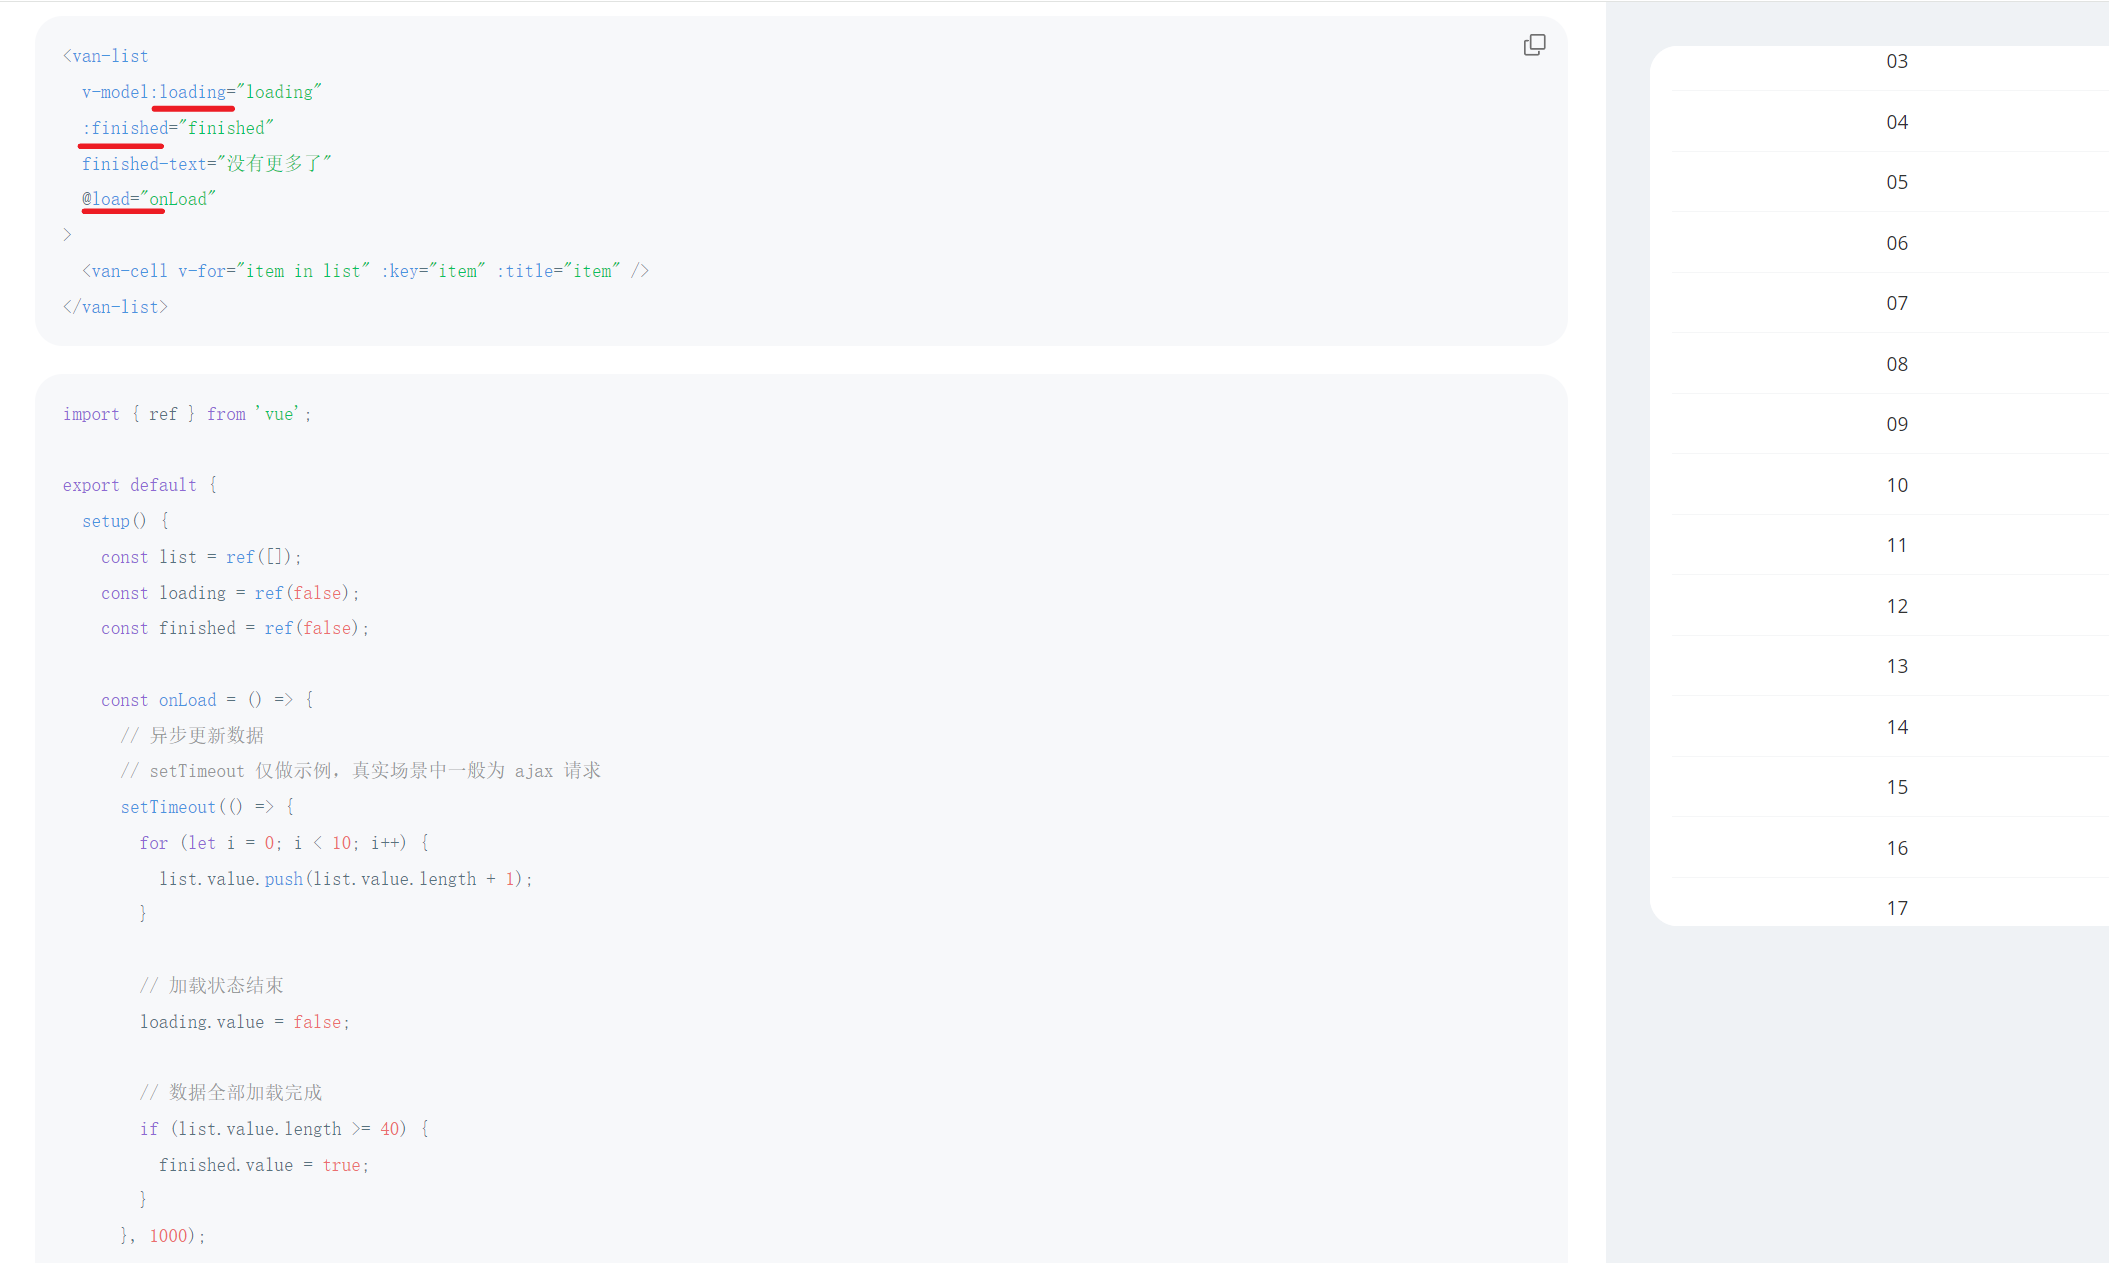 <van-list
v-model:loading="loading"
:finished="finished"
finished-text="没有更多了"
@load="onLoad"
>
<van-cell v-for="item in list" :key="item" :title="item" />
</van-list>
import { ref } from 'vue';
export default {
setup() {
const list = ref([]);
const loading = ref(false);
const finished = ref(false);
const onLoad = () => {
// 异步更新数据
// setTimeout 仅做示例，真实场景中一般为 ajax 请求
setTimeout(() => {
for (let i = 0; i < 10; i++) {
list.value.push(list.value.length + 1);
}
// 加载状态结束
loading.value = false;
// 数据全部加载完成
if (list.value.length >= 40) {
finished.value = true;
}
}, 1000);
03
04
05
06
07
08
09
10
11
12
13
14
15
16
17